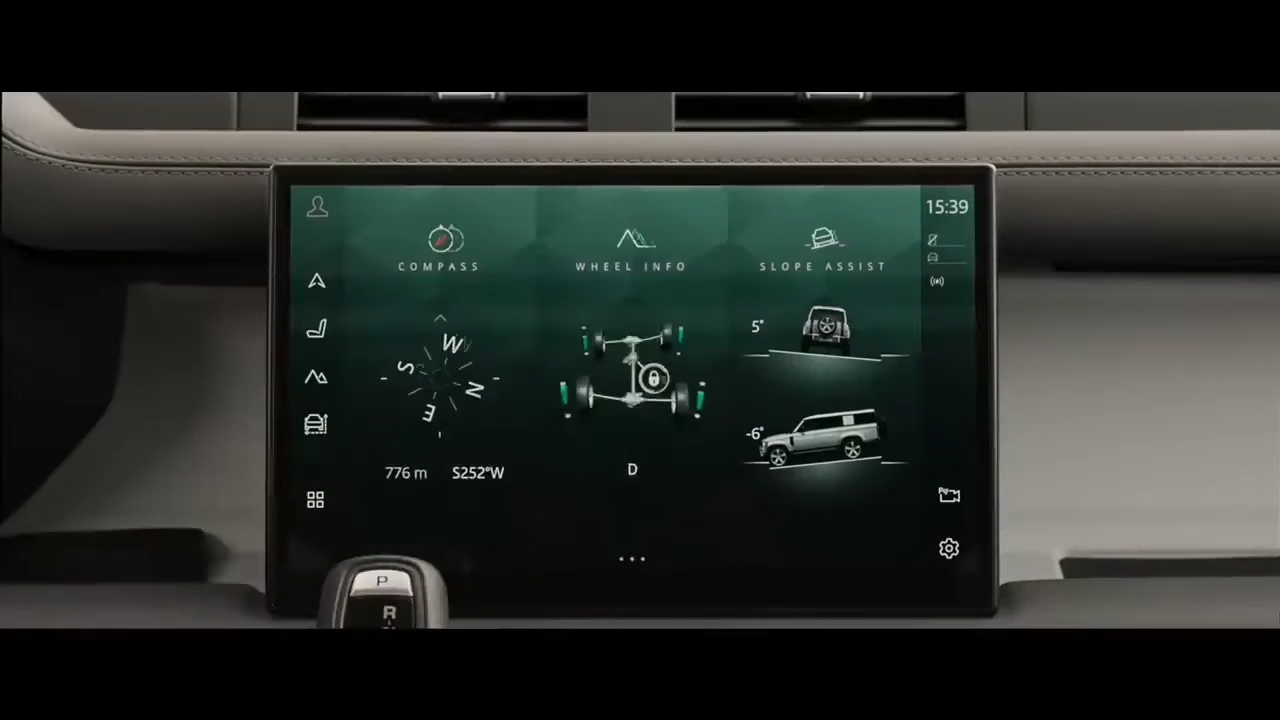 15:39
COMPASS
WHEEL INFO
SLOPE ASSIST
5°
W
S
N
E
-6°
776 m
S252°W
D
P
R